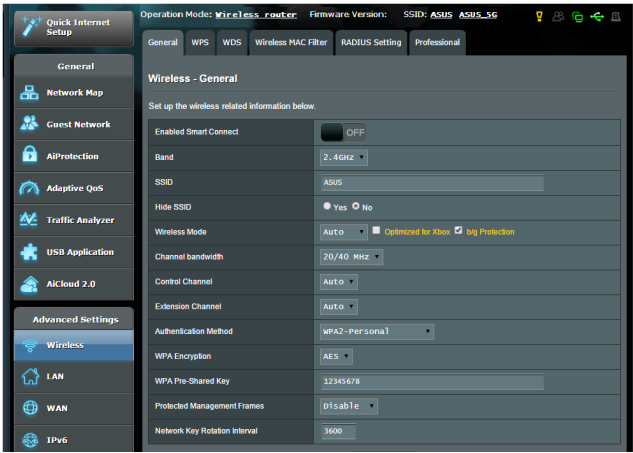 Quick Internet
Setup
Operation Mode: Wireless router Firmware Version: SSID: ASUS ASUS_5G
General WPS WDS Wireless MAC Filter RADIUS Setting Professional
General
Network Map
Guest Network
AiProtection
Adaptive QoS
Traffic Analyzer
USB Application
AiCloud 2.0
Advanced Settings
Wireless
LAN
WAN
IPv6
Wireless - General
Set up the wireless related information below.
Enabled Smart Connect OFF
Band 2.4GHz
SSID ASUS
Hide SSID Yes No
Wireless Mode Auto Optimized for Xbox b/g Protection
Channel bandwidth 20/40 MHz
Control Channel Auto
Extension Channel Auto
Authentication Method WPA2-Personal
WPA Encryption AES
WPA Pre-Shared Key 12345678
Protected Management Frames Disable
Network Key Rotation Interval 3600